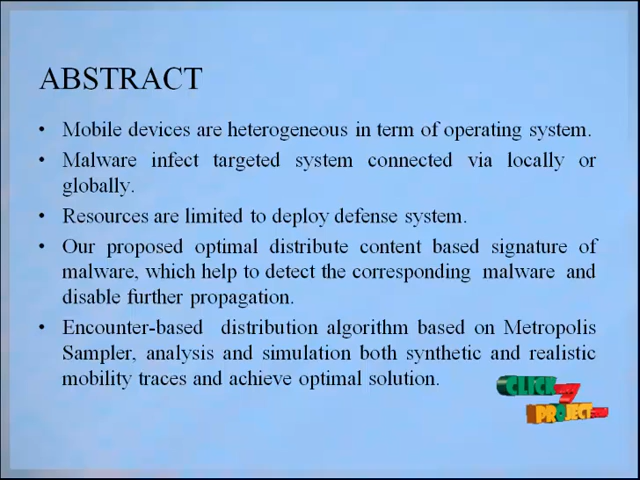 ABSTRACT
• Mobile devices are heterogeneous in term of operating system.
• Malware infect targeted system connected via locally or
globally.
• Resources are limited to deploy defense system.
• Our proposed optimal distribute content based signature of
malware, which help to detect the corresponding malware and
disable further propagation.
• Encounter-based distribution algorithm based on Metropolis
Sampler, analysis and simulation both synthetic and realistic
mobility traces and achieve optimal solution.
CLICK
PROJECT